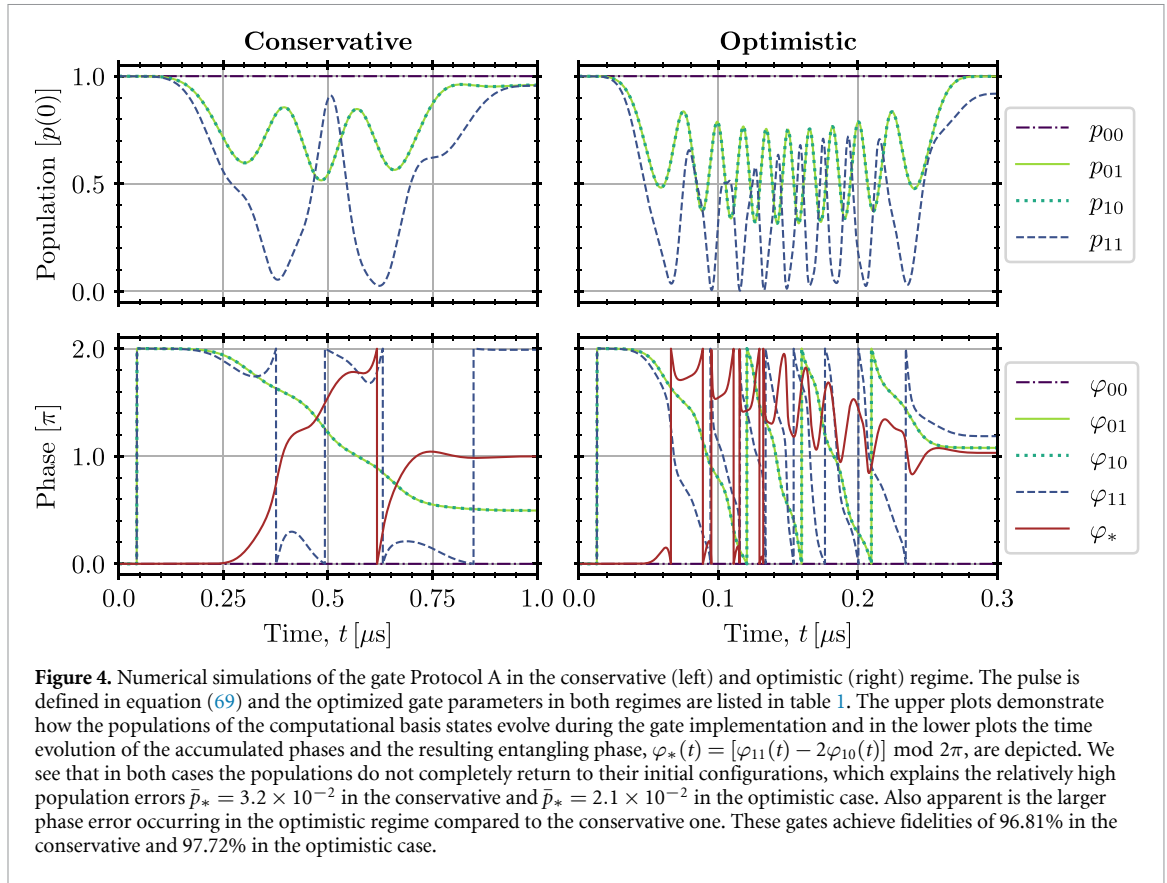 Conservative
Optimistic
Population [p(0)]
1.0
0.5
0.0
p₀₀
p₀₁
p₁₀
p₁₁
Phase [π]
2.0
1.0
0.0
φ₀₀
φ₀₁
φ₁₀
φ₁₁
φ∗
0.0 0.25 0.5 0.75 1.0
0.0 0.1 0.2 0.3
Time, t [μs]
Time, t [μs]
Figure 4. Numerical simulations of the gate Protocol A in the conservative (left) and optimistic (right) regime. The pulse is
defined in equation (69) and the optimized gate parameters in both regimes are listed in table 1. The upper plots demonstrate
how the populations of the computational basis states evolve during the gate implementation and in the lower plots the time
evolution of the accumulated phases and the resulting entangling phase, φ∗(t) = [φ₁₁(t) − 2φ₁₀(t)] mod 2π, are depicted. We
see that in both cases the populations do not completely return to their initial configurations, which explains the relatively high
population errors p̄∗ = 3.2 × 10⁻² in the conservative and p̄∗ = 2.1 × 10⁻² in the optimistic case. Also apparent is the larger
phase error occurring in the optimistic regime compared to the conservative one. These gates achieve fidelities of 96.81% in the
conservative and 97.72% in the optimistic case.